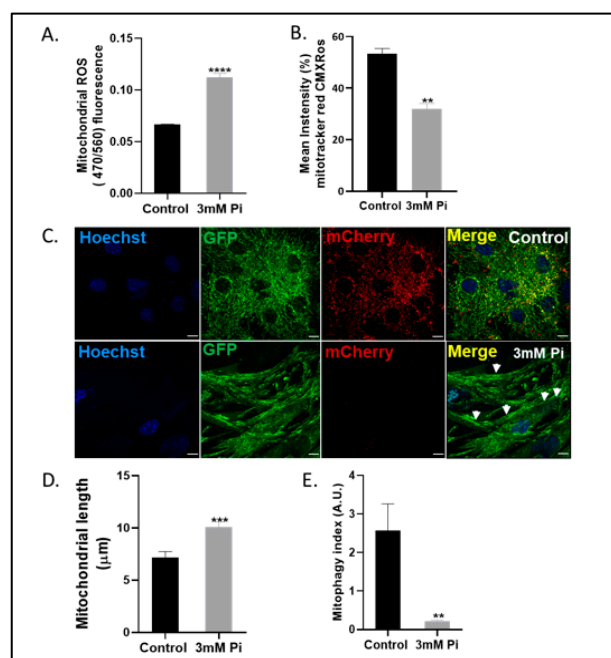 A.
Mitochondrial ROS
( 470/560) fluorescence
0.15
0.10
0.05
0.00
****
Control 3mM Pi
B.
Mean Instensity (%)
mitotracker red CMXRos
60
40
20
0
**
Control 3mM Pi
C.
Hoechst GFP mCherry Merge Control
Hoechst GFP mCherry Merge 3mM Pi
D.
Mitochondrial length
(μm)
15
10
5
0
***
Control 3mM Pi
E.
Mitophagy index (A.U.)
4
3
2
1
0
**
Control 3mM Pi